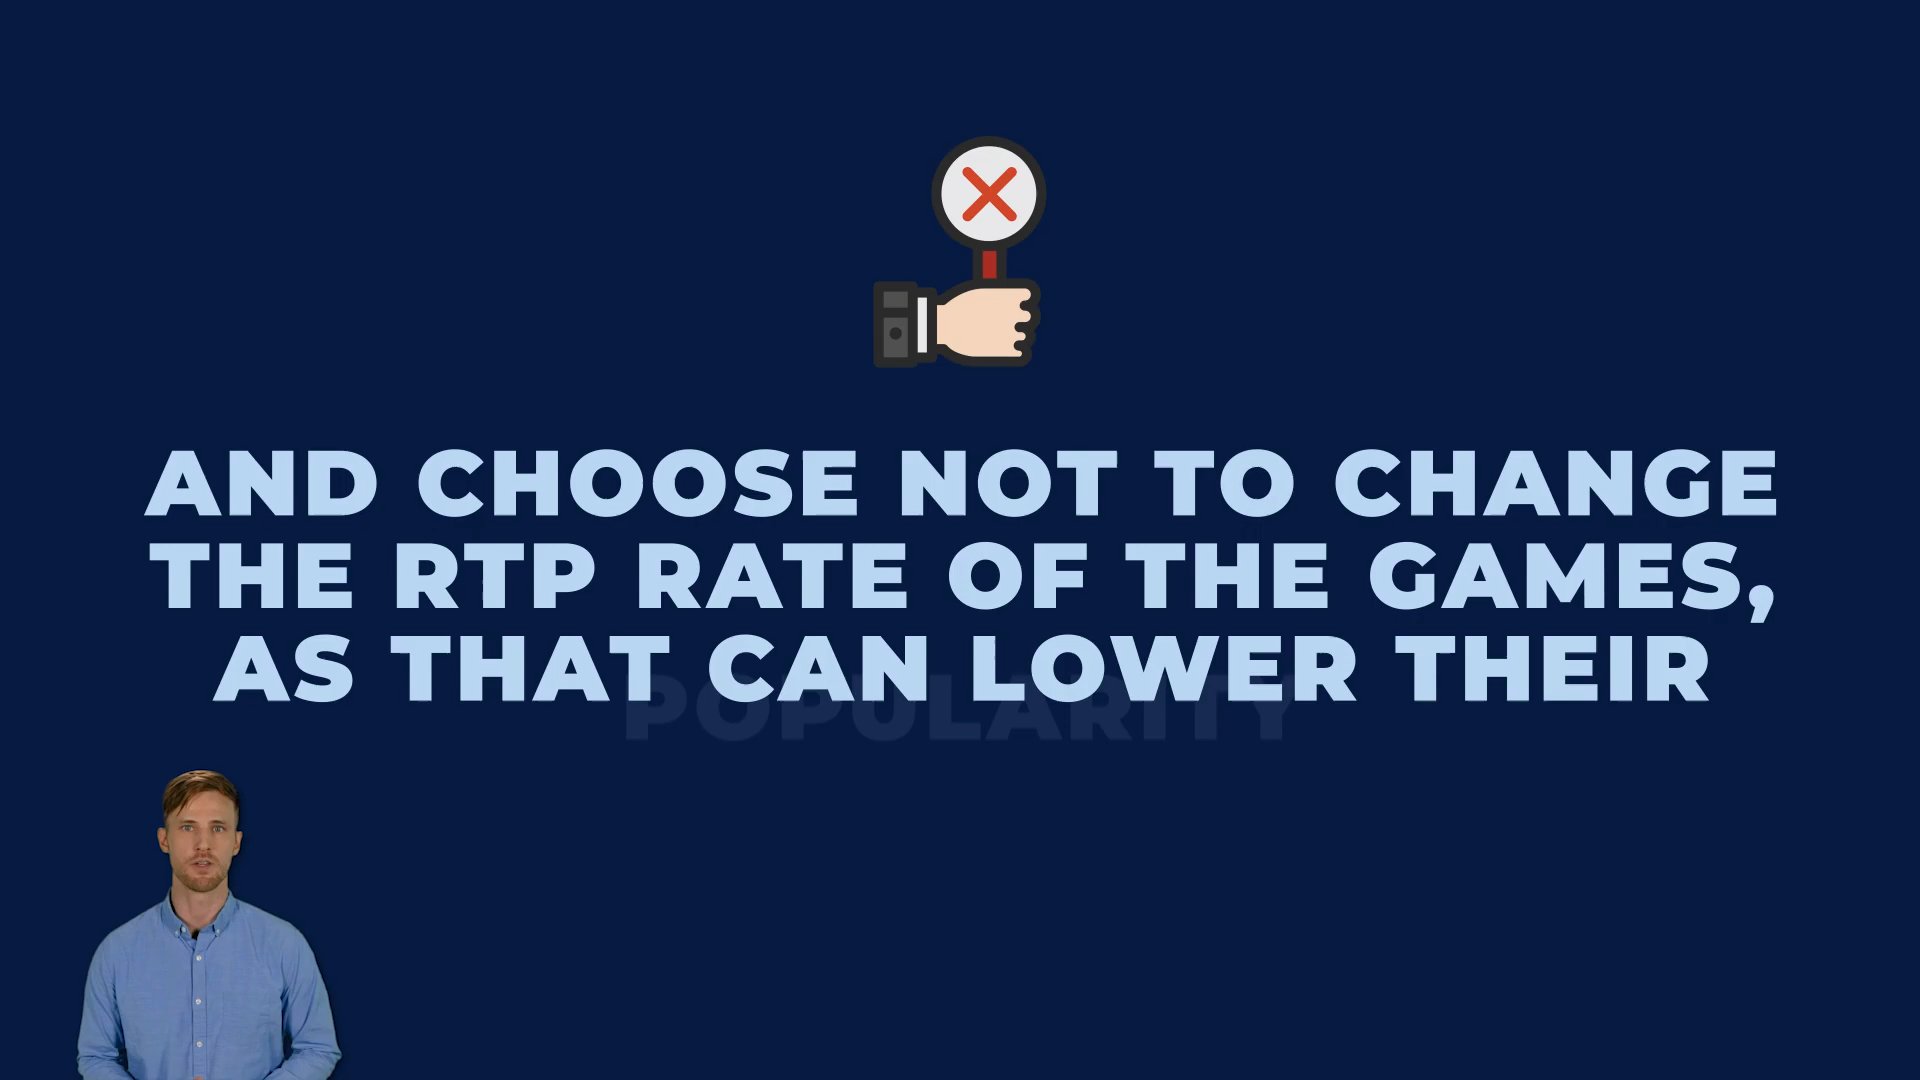 AND CHOOSE NOT TO CHANGE
THE RTP RATE OF THE GAMES,
AS THAT CAN LOWER THEIR
POPULARITY